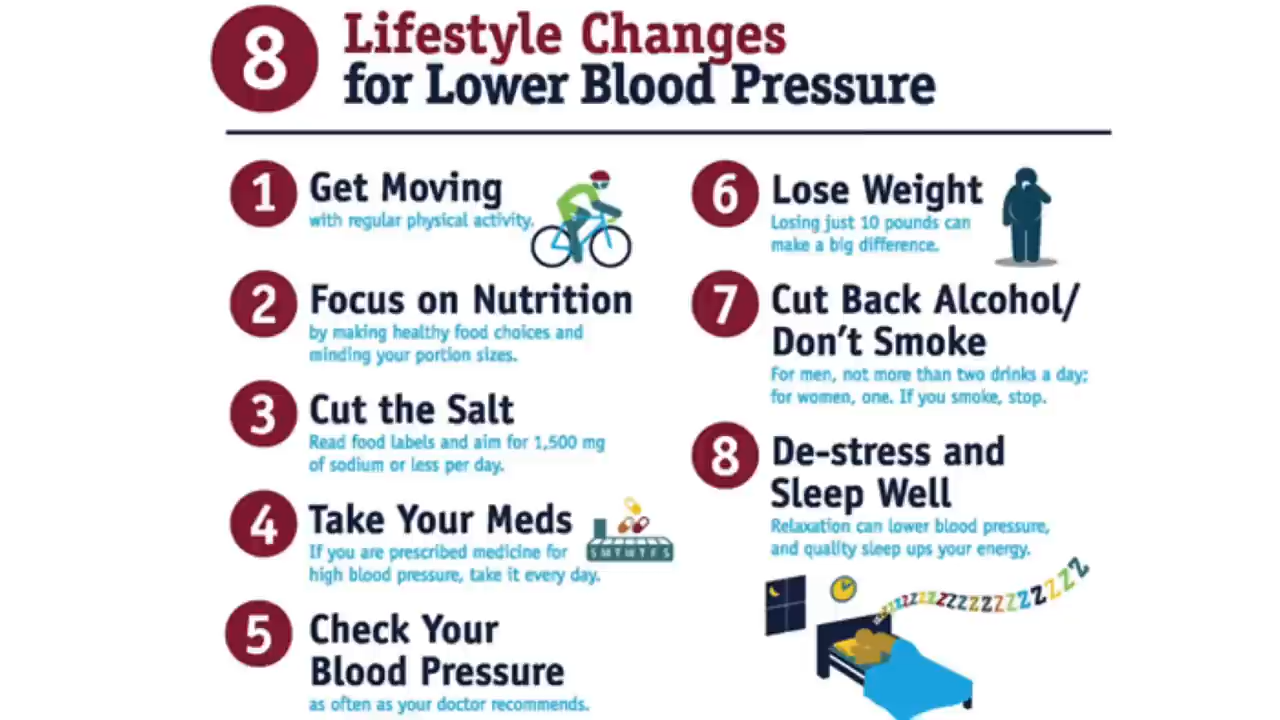 8
Lifestyle Changes
for Lower Blood Pressure
1
Get Moving
with regular physical activity.
2
Focus on Nutrition
by making healthy food choices and
minding your portion sizes.
3
Cut the Salt
Read food labels and aim for 1,500 mg
of sodium or less per day.
4
Take Your Meds
If you are prescribed medicine for
high blood pressure, take it every day.
S M T W T F S
5
Check Your
Blood Pressure
as often as your doctor recommends.
6
Lose Weight
Losing just 10 pounds can
make a big difference.
7
Cut Back Alcohol/
Don't Smoke
For men, not more than two drinks a day;
for women, one. If you smoke, stop.
8
De-stress and
Sleep Well
Relaxation can lower blood pressure,
and quality sleep ups your energy.
zzzzzzzzZZZZZZZZZZZ